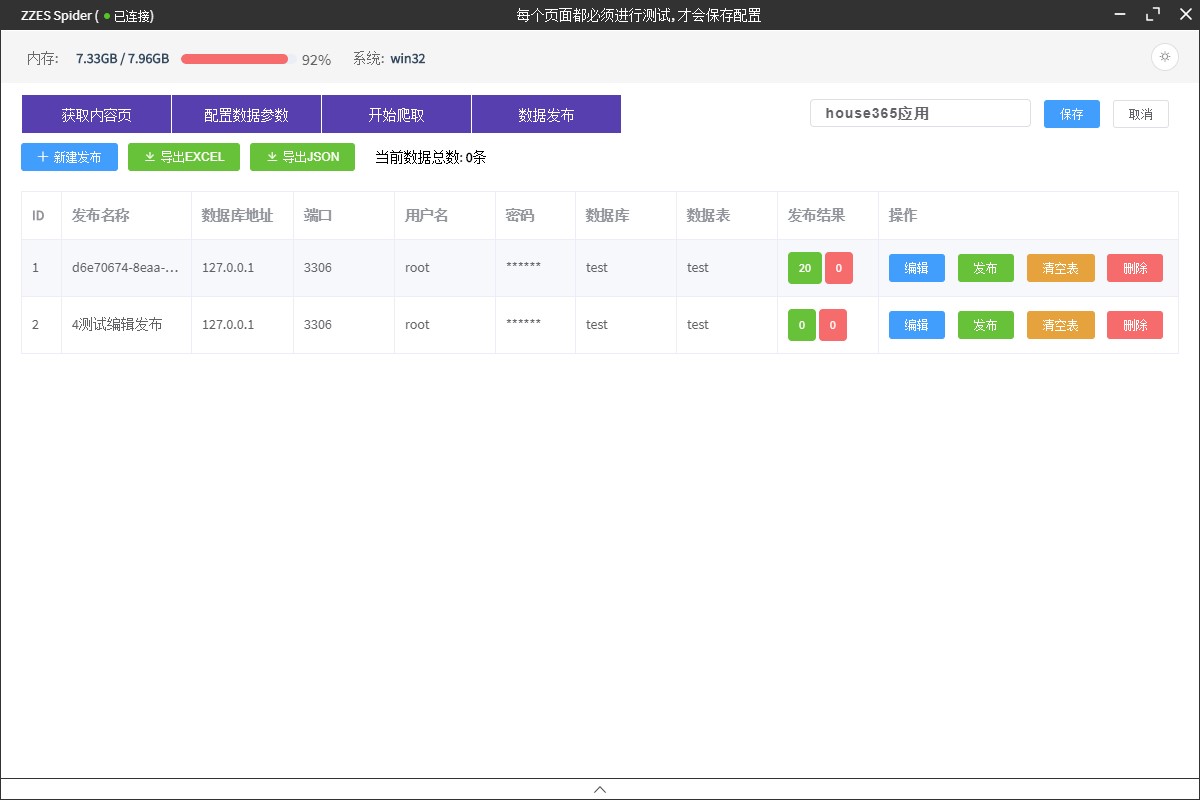 ZZES Spider ( ● 已连接) 每个页面都必须进行测试,才会保存配置
内存: 7.33GB / 7.96GB 92% 系统: win32
获取内容页 配置数据参数 开始爬取 数据发布 house365应用 保存 取消
新建发布 导出EXCEL 导出JSON 当前数据总数: 0条
ID 发布名称 数据库地址 端口 用户名 密码 数据库 数据表 发布结果 操作
1 d6e70674-8eaa-... 127.0.0.1 3306 root ****** test test 20 0 编辑 发布 清空表 删除
2 4测试编辑发布 127.0.0.1 3306 root ****** test test 0 0 编辑 发布 清空表 删除